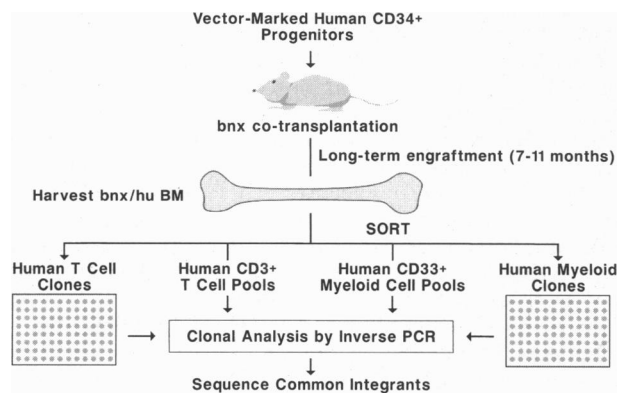 Vector-Marked Human CD34+
Progenitors
bnx co-transplantation
Long-term engraftment (7-11 months)
Harvest bnx/hu BM
SORT
Human T Cell
Clones
Human CD3+
T Cell Pools
Human CD33+
Myeloid Cell Pools
Human Myeloid
Clones
Clonal Analysis by Inverse PCR
Sequence Common Integrants